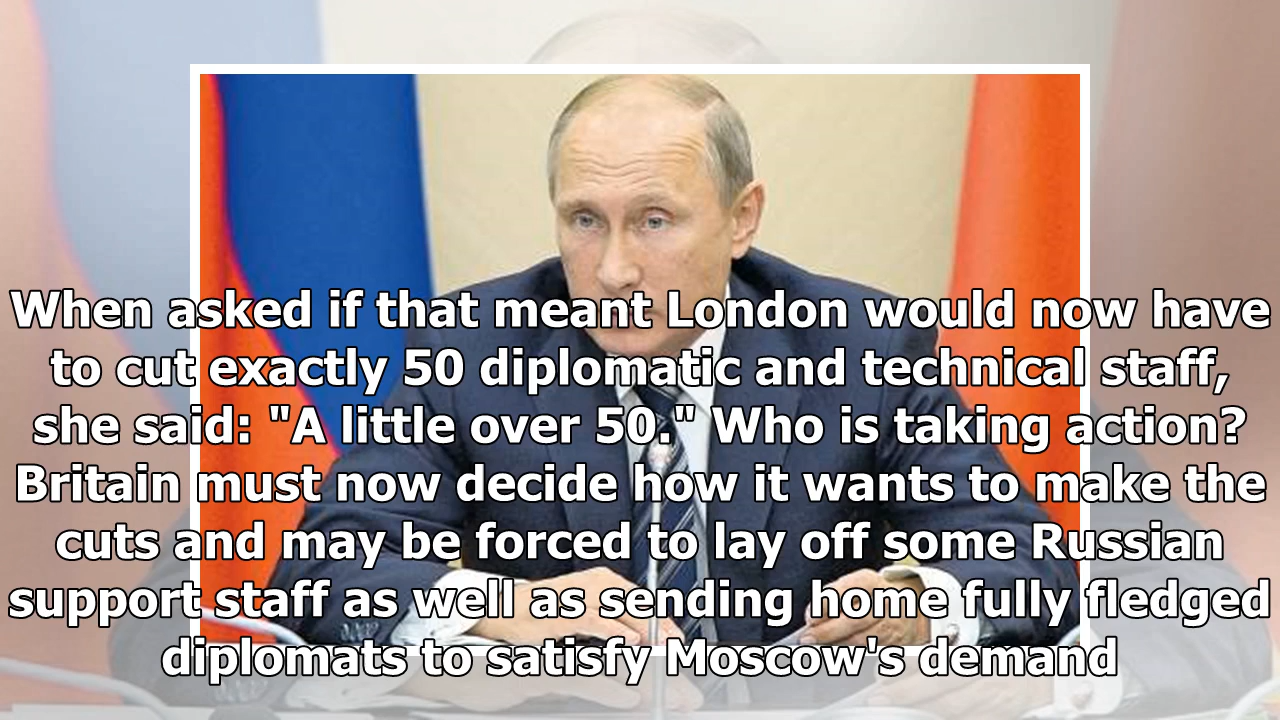 When asked if that meant London would now have
to cut exactly 50 diplomatic and technical staff,
she said: "A little over 50." Who is taking action?
Britain must now decide how it wants to make the
cuts and may be forced to lay off some Russian
support staff as well as sending home fully fledged
diplomats to satisfy Moscow's demand